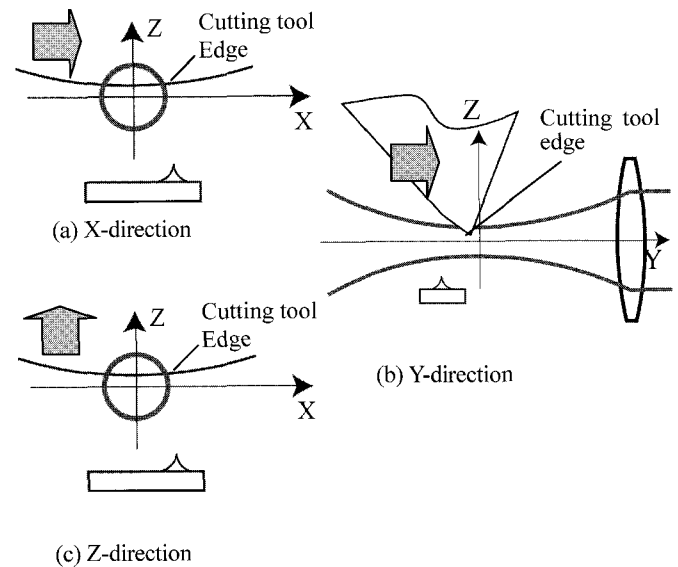 Z
Cutting tool
Edge
X
(a) X-direction
Z
Cutting tool
edge
Y
(b) Y-direction
Z
Cutting tool
Edge
X
(c) Z-direction